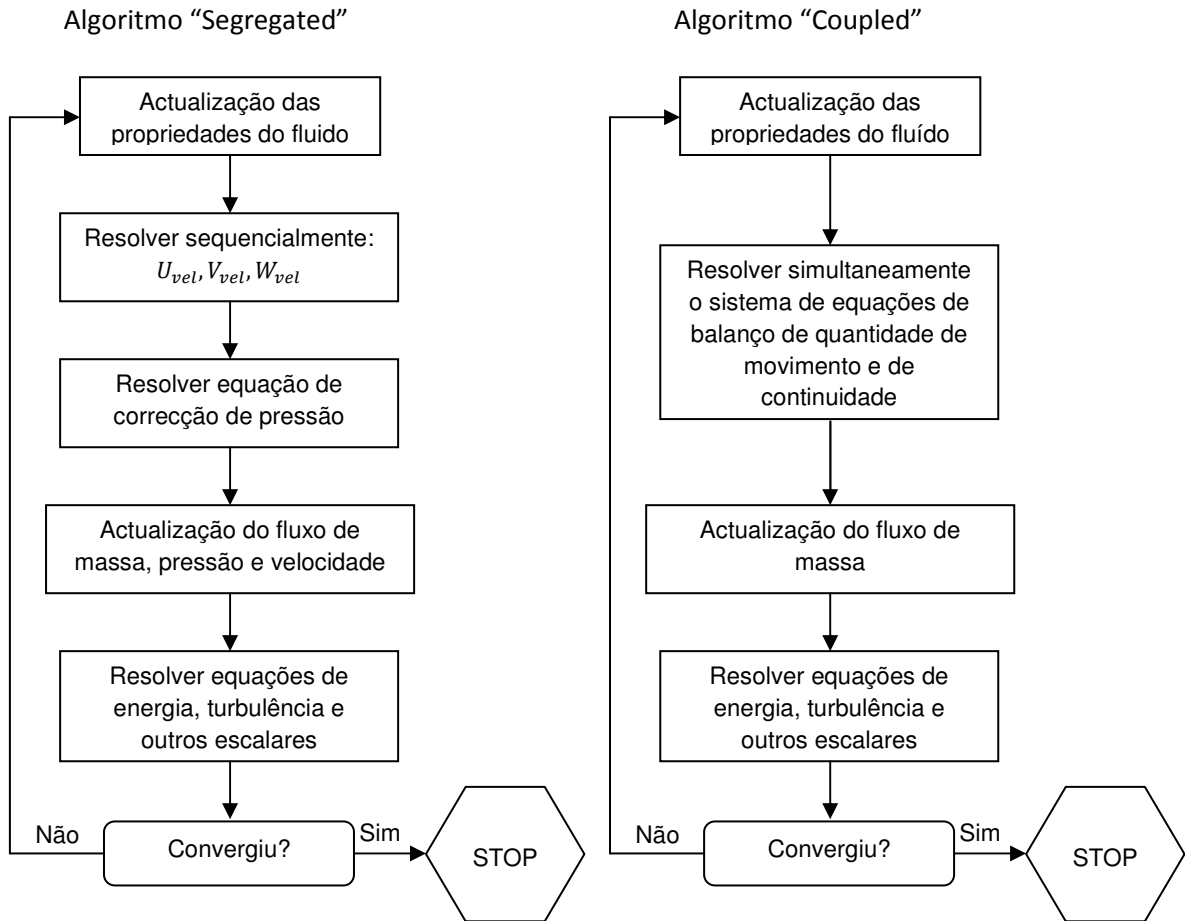 Algoritmo “Segregated”
Actualização das
propriedades do fluido
Resolver sequencialmente:
U_vel, V_vel, W_vel
Resolver equação de
correcção de pressão
Actualização do fluxo de
massa, pressão e velocidade
Resolver equações de
energia, turbulência e
outros escalares
Não
Convergiu?
Sim
STOP
Algoritmo “Coupled”
Actualização das
propriedades do fluído
Resolver simultaneamente
o sistema de equações de
balanço de quantidade de
movimento e de
continuidade
Actualização do fluxo de
massa
Resolver equações de
energia, turbulência e
outros escalares
Não
Convergiu?
Sim
STOP